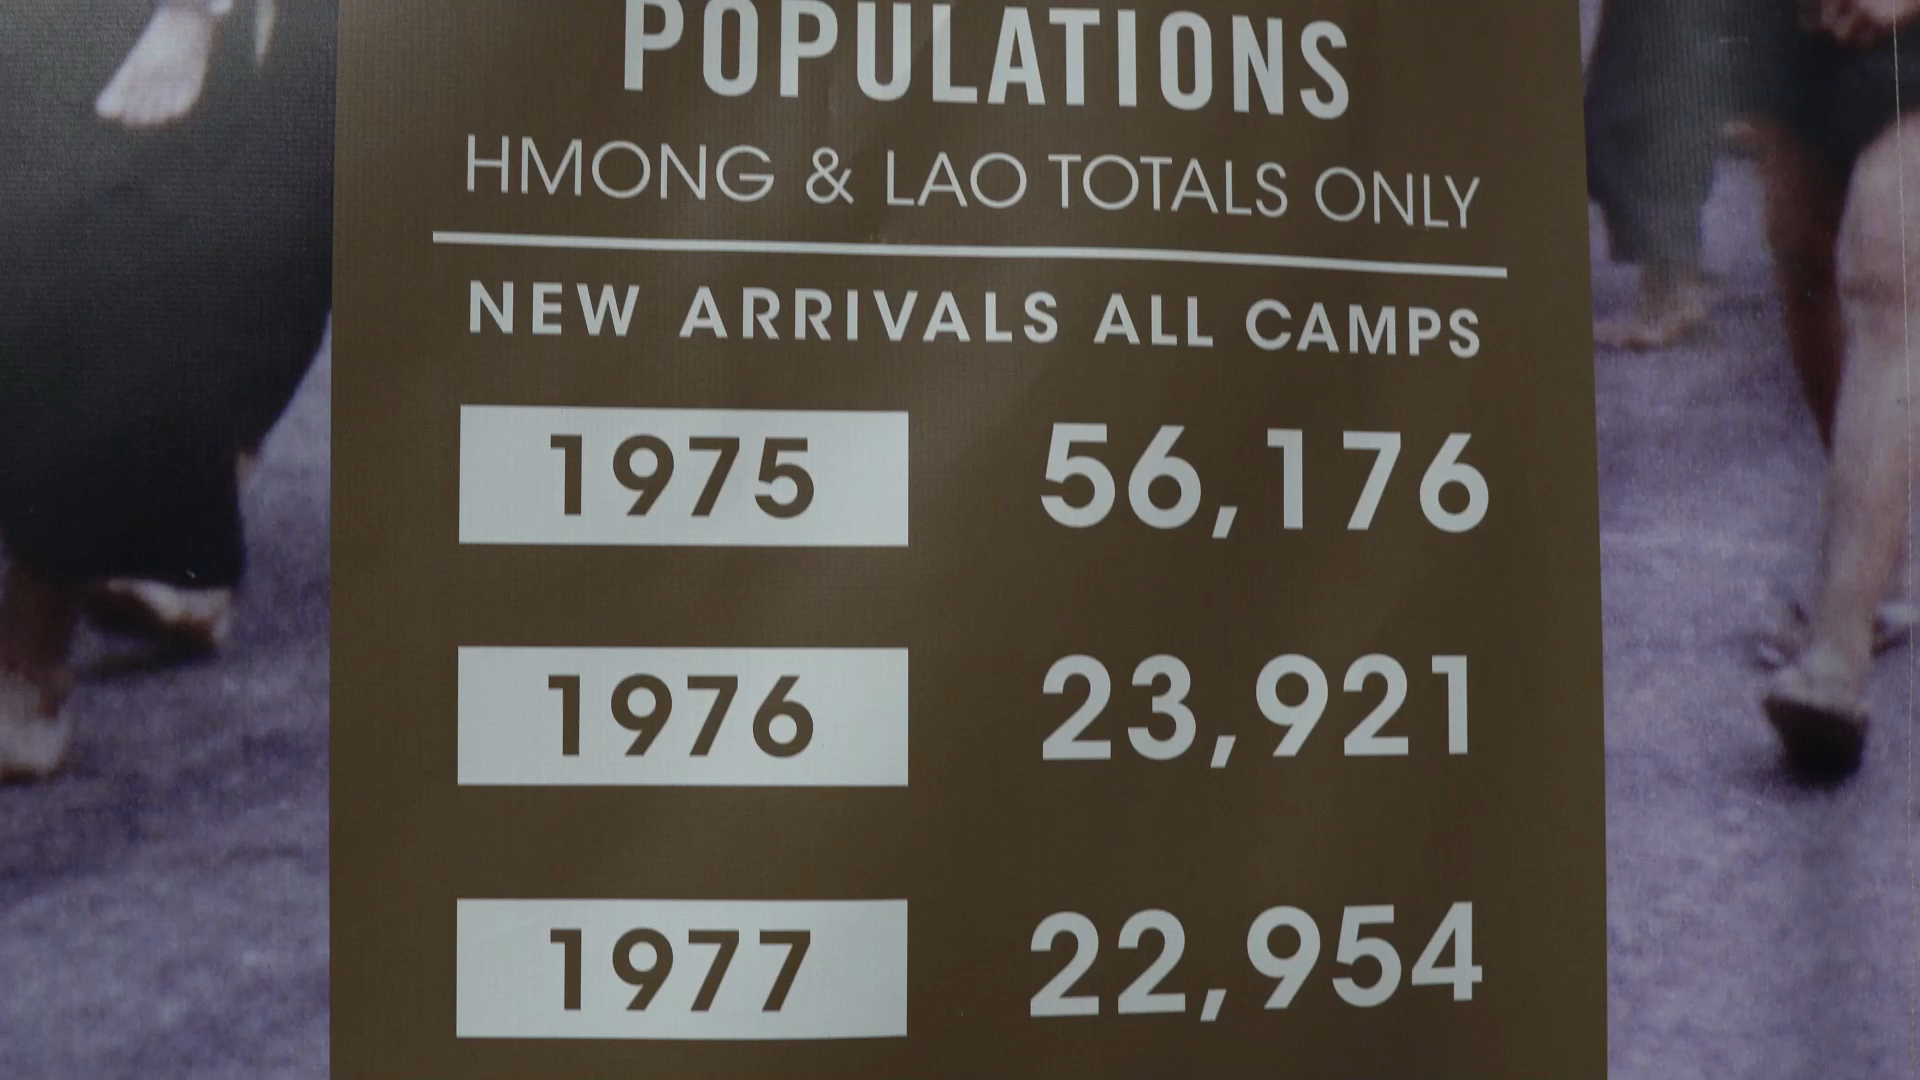 POPULATIONS
HMONG & LAO TOTALS ONLY
NEW ARRIVALS ALL CAMPS
1975 56,176
1976 23,921
1977 22,954